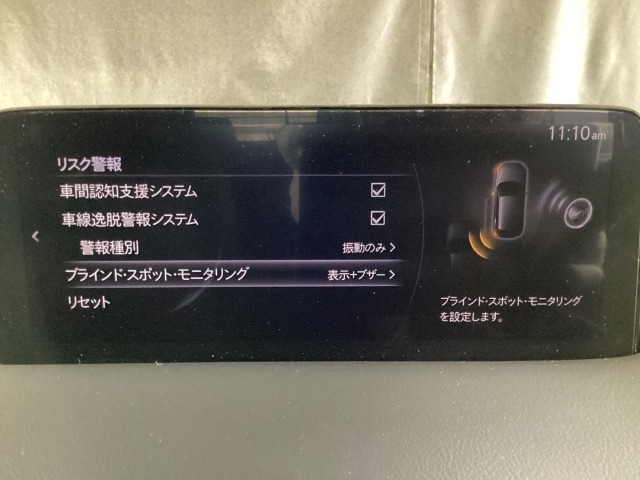 11:10am
リスク警報
車間認知支援システム
車線逸脱警報システム
警報種別 振動のみ
ブラインド･スポット･モニタリング 表示+ブザー
リセット
ブラインド･スポット･モニタリング
を設定します。